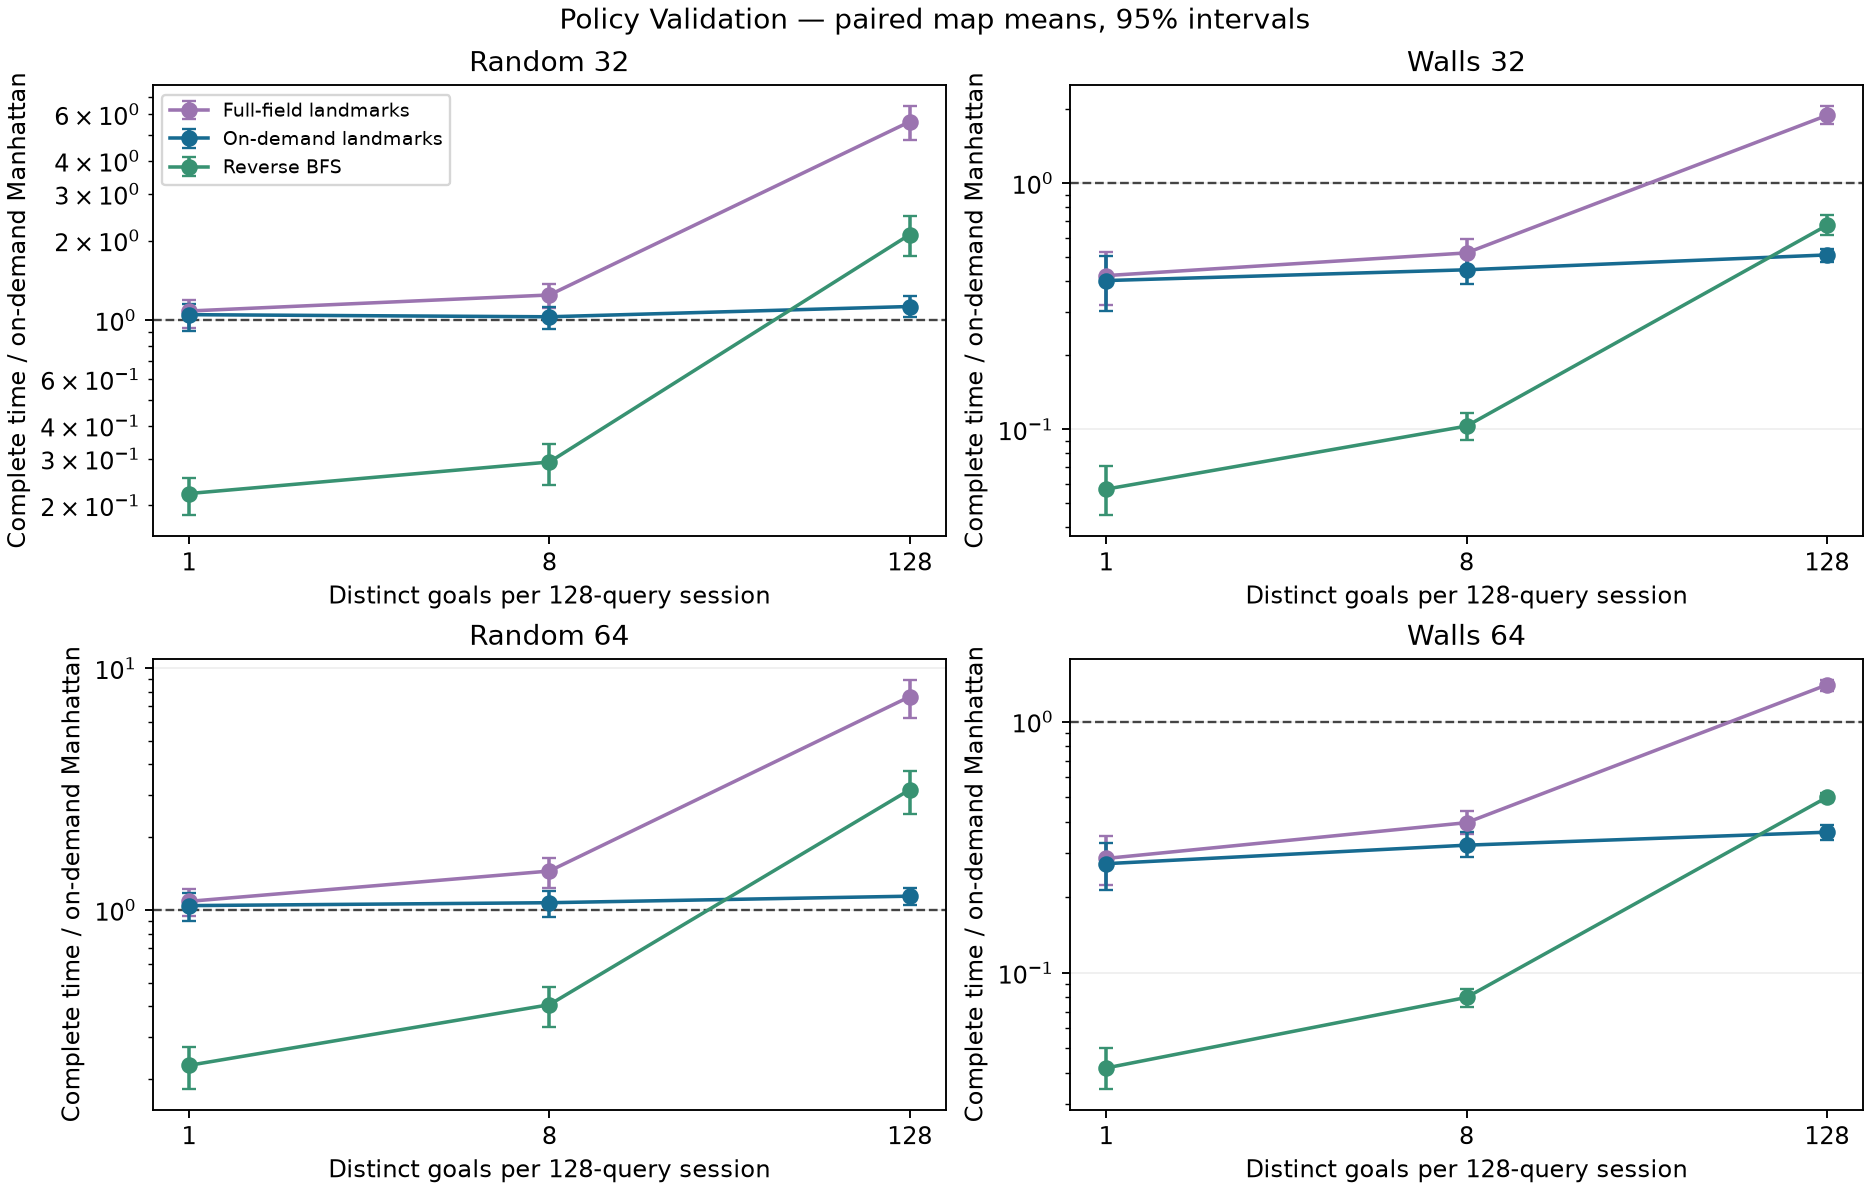 Policy Validation — paired map means, 95% intervals
Random 32
Complete time / on-demand Manhattan
6 × 10⁰
4 × 10⁰
3 × 10⁰
2 × 10⁰
10⁰
6 × 10⁻¹
4 × 10⁻¹
3 × 10⁻¹
2 × 10⁻¹
Full-field landmarks
On-demand landmarks
Reverse BFS
1 8 128
Distinct goals per 128-query session
Walls 32
Complete time / on-demand Manhattan
10⁰
10⁻¹
1 8 128
Distinct goals per 128-query session
Random 64
Complete time / on-demand Manhattan
10¹
10⁰
1 8 128
Distinct goals per 128-query session
Walls 64
Complete time / on-demand Manhattan
10⁰
10⁻¹
1 8 128
Distinct goals per 128-query session